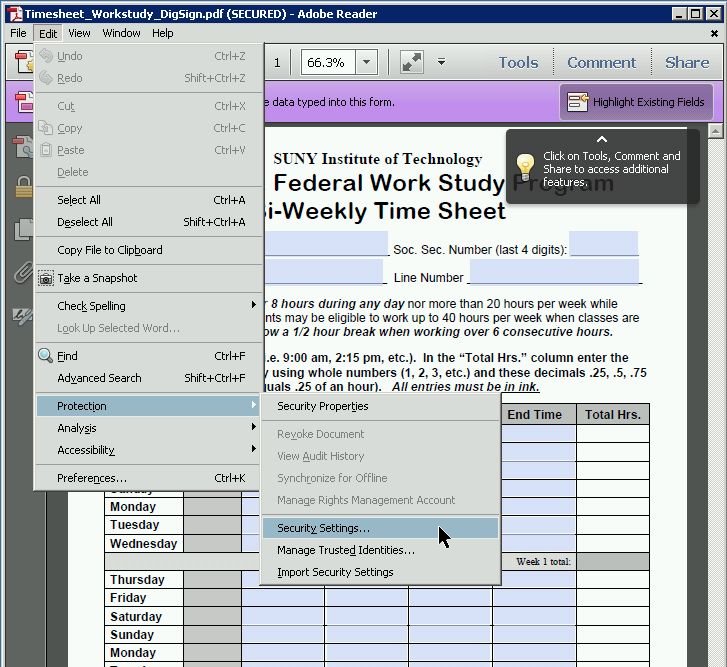 Timesheet_Workstudy_DigSign.pdf (SECURED) - Adobe Reader
File Edit View Window Help
1 66.3% Tools Comment Share
e data typed into this form. Highlight Existing Fields
Undo Ctrl+Z
Redo Shift+Ctrl+Z
Cut Ctrl+X
Copy Ctrl+C
Paste Ctrl+V
Delete
Select All Ctrl+A
Deselect All Shift+Ctrl+A
Copy File to Clipboard
Take a Snapshot
Check Spelling
Look Up Selected Word...
Find Ctrl+F
Advanced Search Shift+Ctrl+F
Protection
Analysis
Accessibility
Preferences... Ctrl+K
Security Properties
Revoke Document
View Audit History
Synchronize for Offline
Manage Rights Management Account
Security Settings...
Manage Trusted Identities...
Import Security Settings
Click on Tools, Comment and
Share to access additional
features.
SUNY Institute of Technology
Federal Work Study Program
i-Weekly Time Sheet
Soc. Sec. Number (last 4 digits):
Line Number
r 8 hours during any day nor more than 20 hours per week while
nts may be eligible to work up to 40 hours per week when classes are
ow a 1/2 hour break when working over 6 consecutive hours.
i.e. 9:00 am, 2:15 pm, etc.). In the “Total Hrs.” column enter the
y using whole numbers (1, 2, 3, etc.) and these decimals .25, .5, .75
uals .25 of an hour). All entries must be in ink.
End Time Total Hrs.
Sunday
Monday
Tuesday
Wednesday
Week 1 total:
Thursday
Friday
Saturday
Sunday
Monday